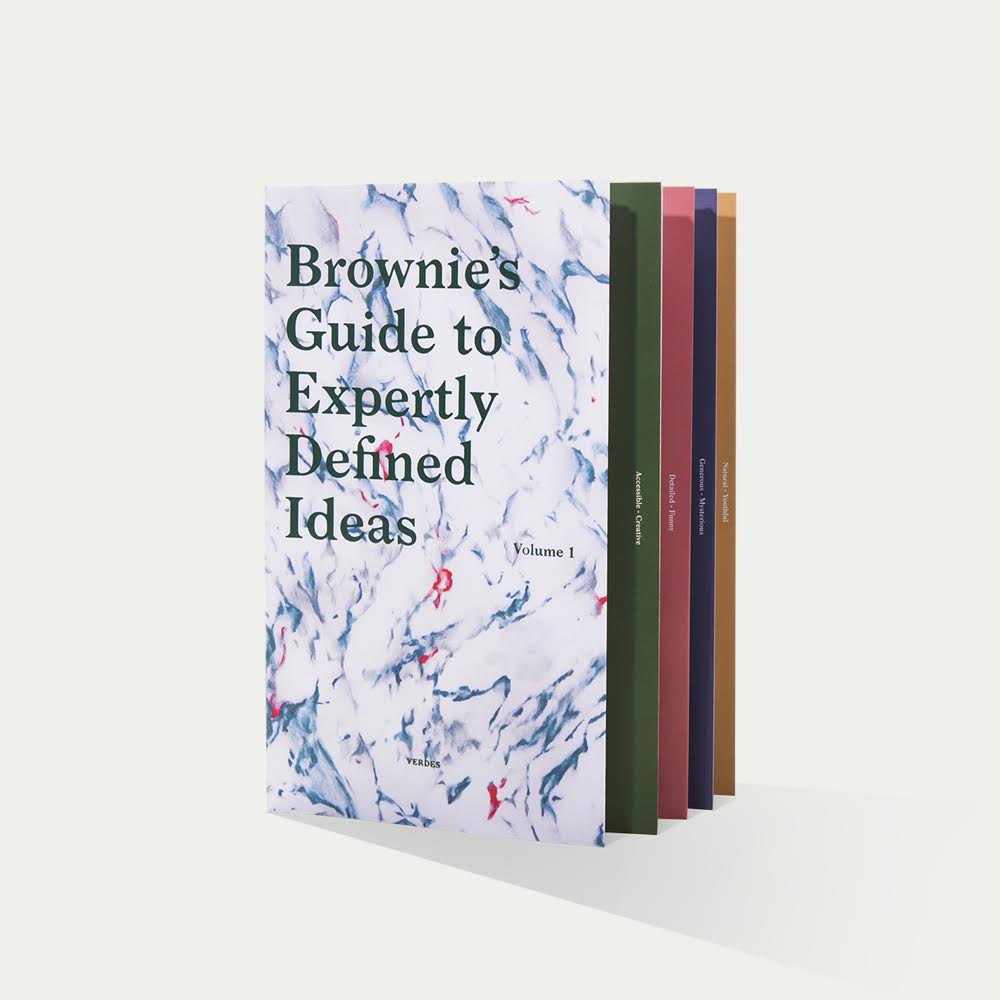 Brownie's
Guide to
Expertly
Defined
Ideas
Volume 1
VERDES
Accessible - Creative
Detailed - Funny
Generous - Mysterious
Natural - Youthful